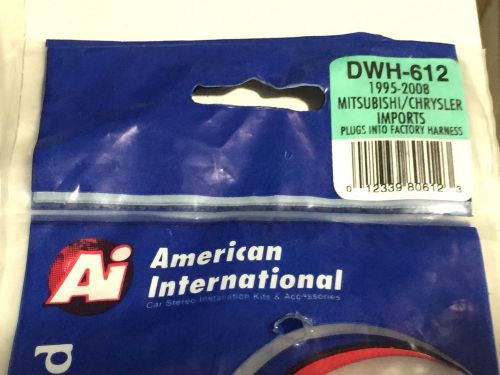 DWH-612
1995-2008
MITSUBISHI/CHRYSLER
IMPORTS
PLUGS INTO FACTORY HARNESS
0 12339 80612 3
Ai
American
International
Car Stereo Installation Kits & Accessories
d